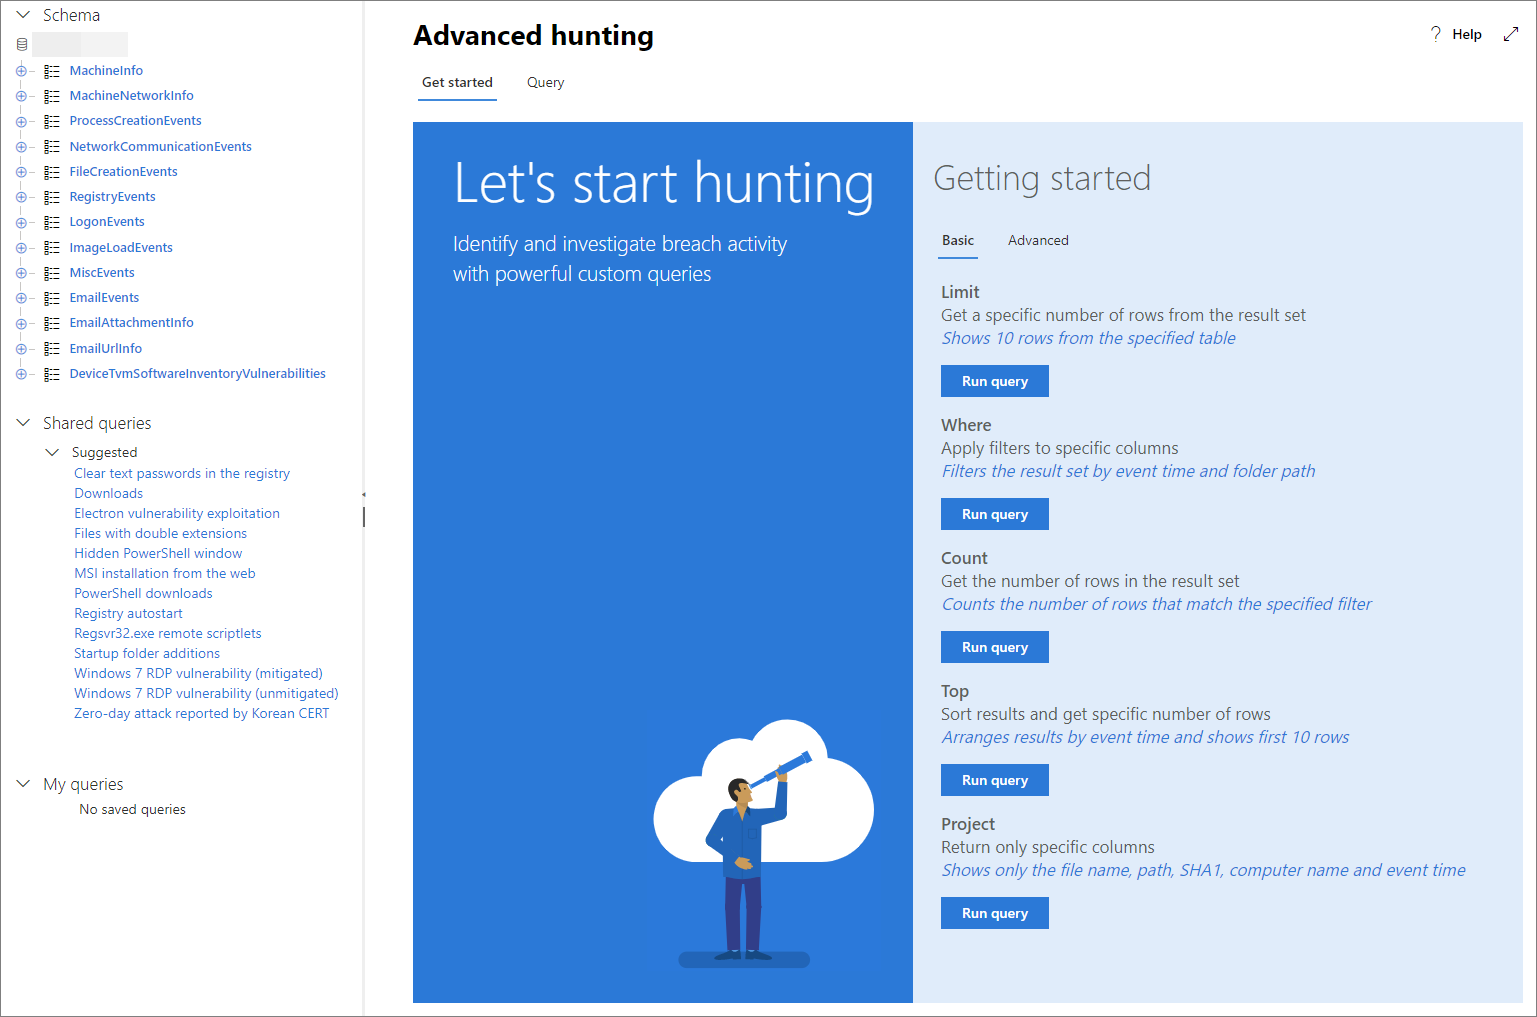 Schema
MachineInfo
MachineNetworkInfo
ProcessCreationEvents
NetworkCommunicationEvents
FileCreationEvents
RegistryEvents
LogonEvents
ImageLoadEvents
MiscEvents
EmailEvents
EmailAttachmentInfo
EmailUrlInfo
DeviceTvmSoftwareInventoryVulnerabilities
Shared queries
Suggested
Clear text passwords in the registry
Downloads
Electron vulnerability exploitation
Files with double extensions
Hidden PowerShell window
MSI installation from the web
PowerShell downloads
Registry autostart
Regsvr32.exe remote scriptlets
Startup folder additions
Windows 7 RDP vulnerability (mitigated)
Windows 7 RDP vulnerability (unmitigated)
Zero-day attack reported by Korean CERT
My queries
No saved queries
Advanced hunting
? Help
Get started Query
Let's start hunting
Identify and investigate breach activity
with powerful custom queries
Getting started
Basic Advanced
Limit
Get a specific number of rows from the result set
Shows 10 rows from the specified table
Run query
Where
Apply filters to specific columns
Filters the result set by event time and folder path
Run query
Count
Get the number of rows in the result set
Counts the number of rows that match the specified filter
Run query
Top
Sort results and get specific number of rows
Arranges results by event time and shows first 10 rows
Run query
Project
Return only specific columns
Shows only the file name, path, SHA1, computer name and event time
Run query